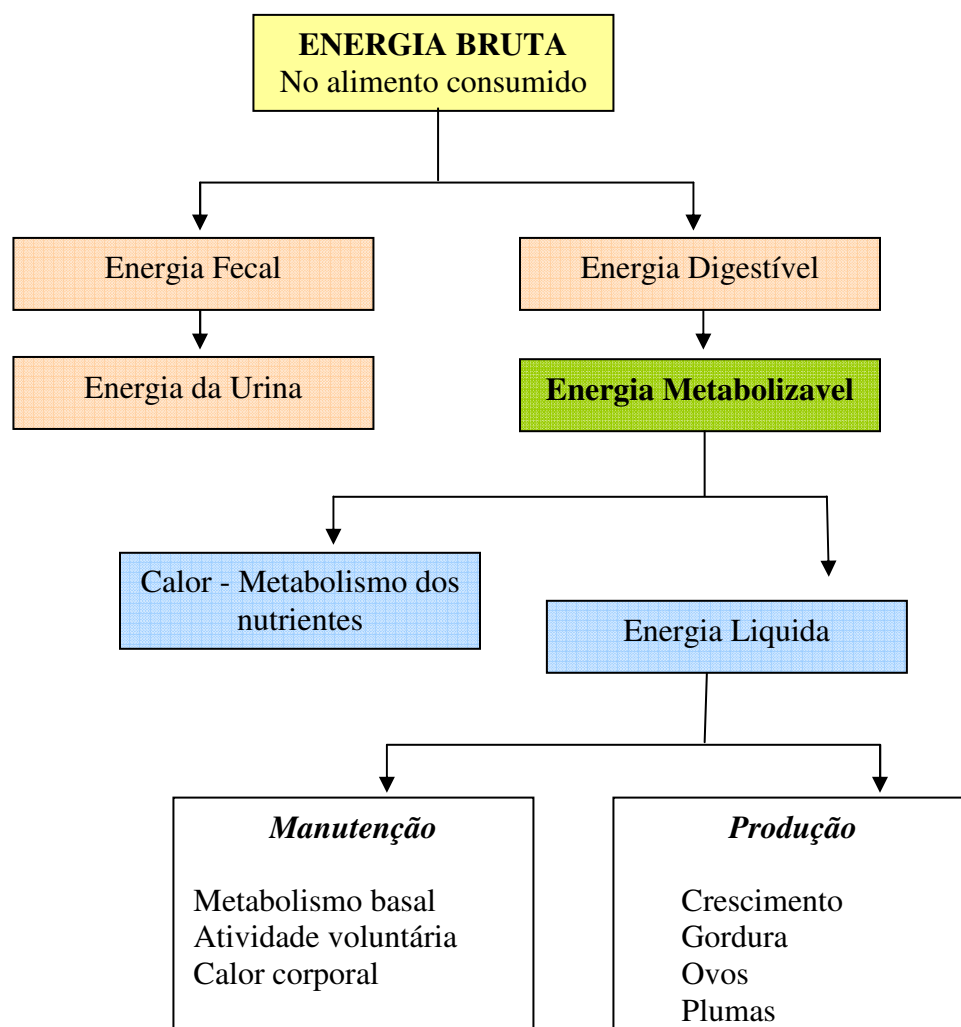 ENERGIA BRUTA
No alimento consumido
Energia Fecal
Energia Digestível
Energia da Urina
Energia Metabolizavel
Calor - Metabolismo dos
nutrientes
Energia Liquida
Manutenção
Metabolismo basal
Atividade voluntária
Calor corporal
Produção
Crescimento
Gordura
Ovos
Plumas